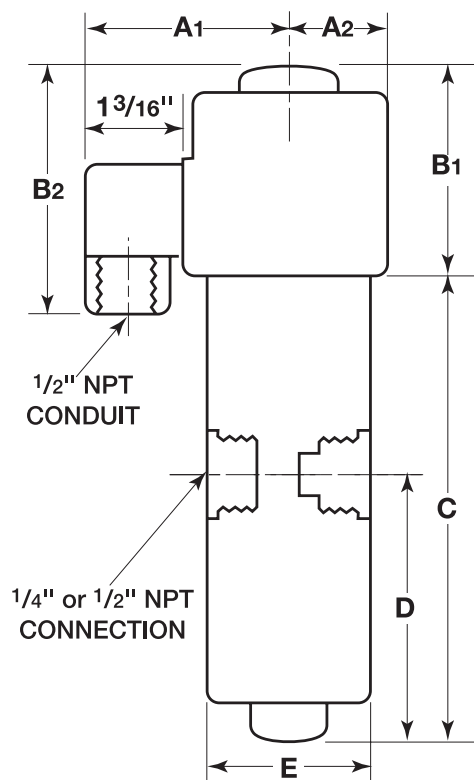 A1
A2
1 3/16"
B2
B1
1/2" NPT
CONDUIT
C
1/4" or 1/2" NPT
CONNECTION
D
E